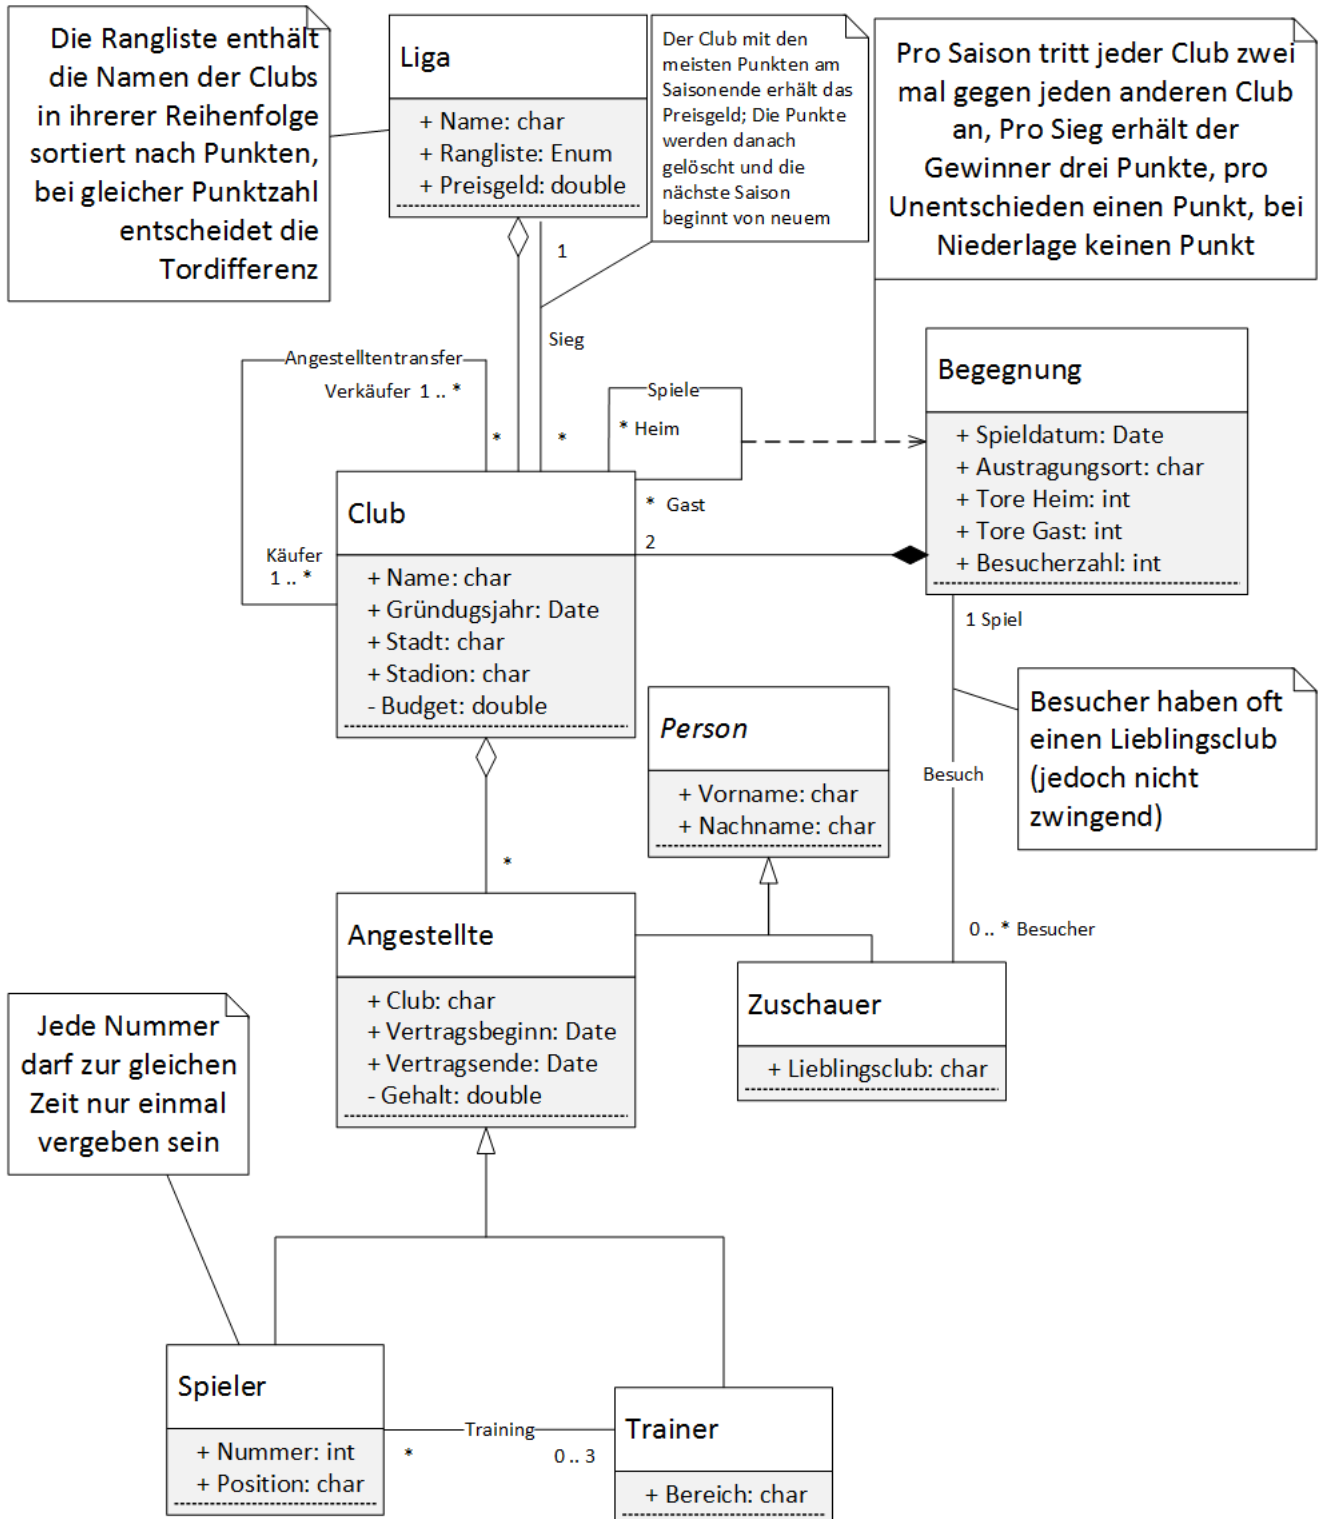 Die Rangliste enthält
die Namen der Clubs
in ihrerer Reihenfolge
sortiert nach Punkten,
bei gleicher Punktzahl
entscheidet die
Tordifferenz
Liga
+ Name: char
+ Rangliste: Enum
+ Preisgeld: double
Der Club mit den
meisten Punkten am
Saisonende erhält das
Preisgeld; Die Punkte
werden danach
gelöscht und die
nächste Saison
beginnt von neuem
Pro Saison tritt jeder Club zwei
mal gegen jeden anderen Club
an, Pro Sieg erhält der
Gewinner drei Punkte, pro
Unentschieden einen Punkt, bei
Niederlage keinen Punkt
1
Sieg
*
*
Angestelltentransfer
Verkäufer 1 .. *
Käufer
1 .. *
Spiele
* Heim
* Gast
2
Begegnung
+ Spieldatum: Date
+ Austragungsort: char
+ Tore Heim: int
+ Tore Gast: int
+ Besucherzahl: int
Club
+ Name: char
+ Gründugsjahr: Date
+ Stadt: char
+ Stadion: char
- Budget: double
1 Spiel
Besuch
0 .. * Besucher
Besucher haben oft
einen Lieblingsclub
(jedoch nicht
zwingend)
Person
+ Vorname: char
+ Nachname: char
*
Angestellte
+ Club: char
+ Vertragsbeginn: Date
+ Vertragsende: Date
- Gehalt: double
Zuschauer
+ Lieblingsclub: char
Jede Nummer
darf zur gleichen
Zeit nur einmal
vergeben sein
Spieler
+ Nummer: int
+ Position: char
Training
*
0 .. 3
Trainer
+ Bereich: char